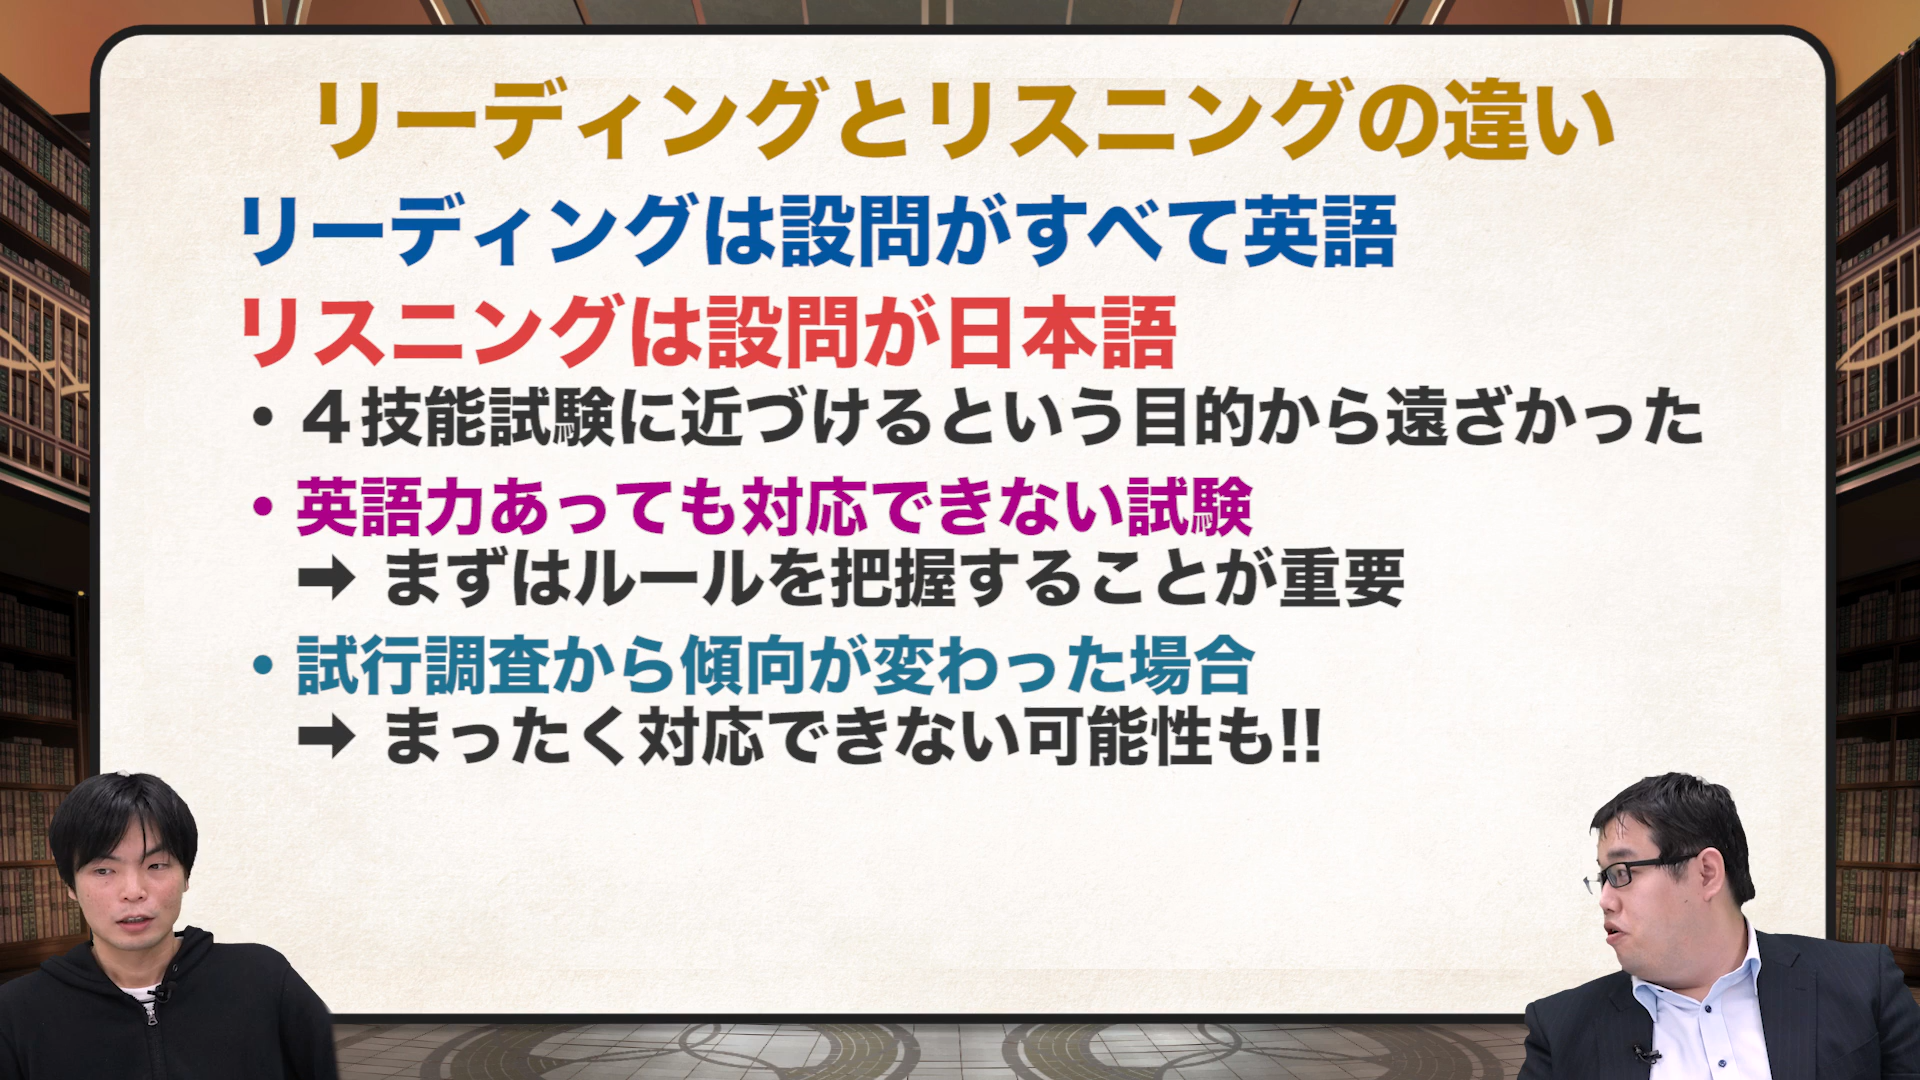 リーディングとリスニングの違い
リーディングは設問がすべて英語
リスニングは設問が日本語
・４技能試験に近づけるという目的から遠ざかった
・英語力あっても対応できない試験
➡ まずはルールを把握することが重要
・試行調査から傾向が変わった場合
➡ まったく対応できない可能性も!!